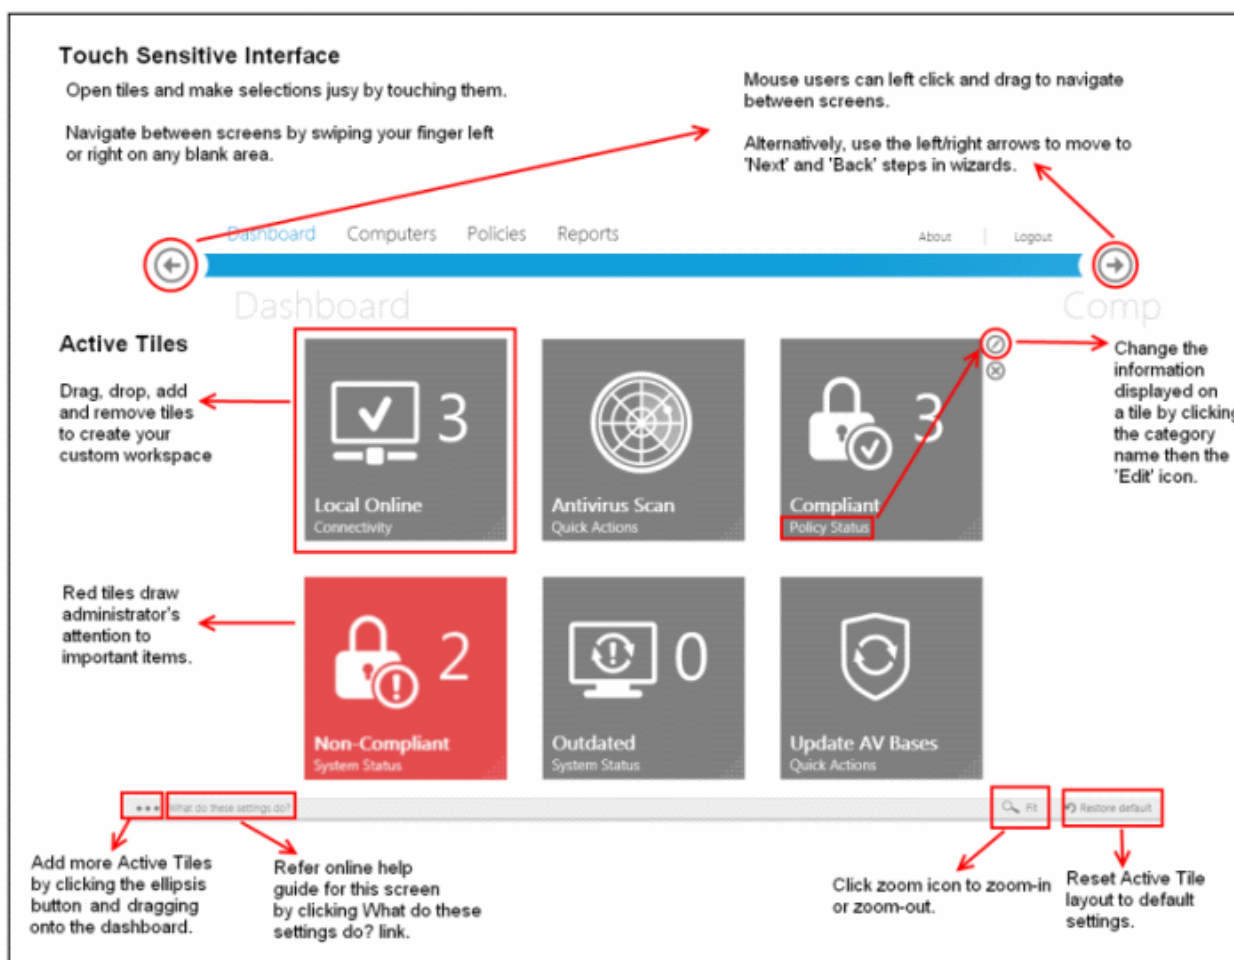 Touch Sensitive Interface
Open tiles and make selections jusy by touching them.
Navigate between screens by swiping your finger left
or right on any blank area.
Mouse users can left click and drag to navigate
between screens.
Alternatively, use the left/right arrows to move to
'Next' and 'Back' steps in wizards.
Dashboard Computers Policies Reports
About Logout
Dashboard
Comp
Active Tiles
Drag, drop, add
and remove tiles
to create your
custom workspace
3
Local Online
Connectivity
Antivirus Scan
Quick Actions
3
Compliant
Policy Status
Change the
information
displayed on
a tile by clicking
the category
name then the
'Edit' icon.
Red tiles draw
administrator's
attention to
important items.
2
Non-Compliant
System Status
0
Outdated
System Status
Update AV Bases
Quick Actions
What do these settings do?
Fit
Restore default
Add more Active Tiles
by clicking the ellipsis
button and dragging
onto the dashboard.
Refer online help
guide for this screen
by clicking What do these
settings do? link.
Click zoom icon to zoom-in
or zoom-out.
Reset Active Tile
layout to default
settings.